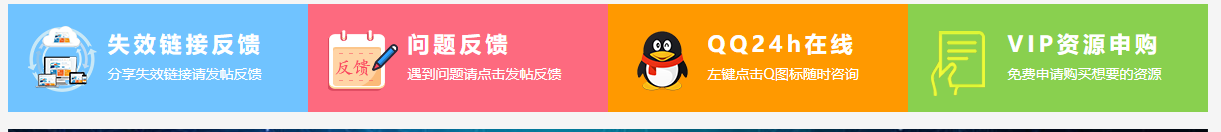 失效链接反馈
分享失效链接请发帖反馈
反馈
问题反馈
遇到问题请点击发帖反馈
QQ24h在线
左键点击Q图标随时咨询
VIP资源申购
免费申请购买想要的资源